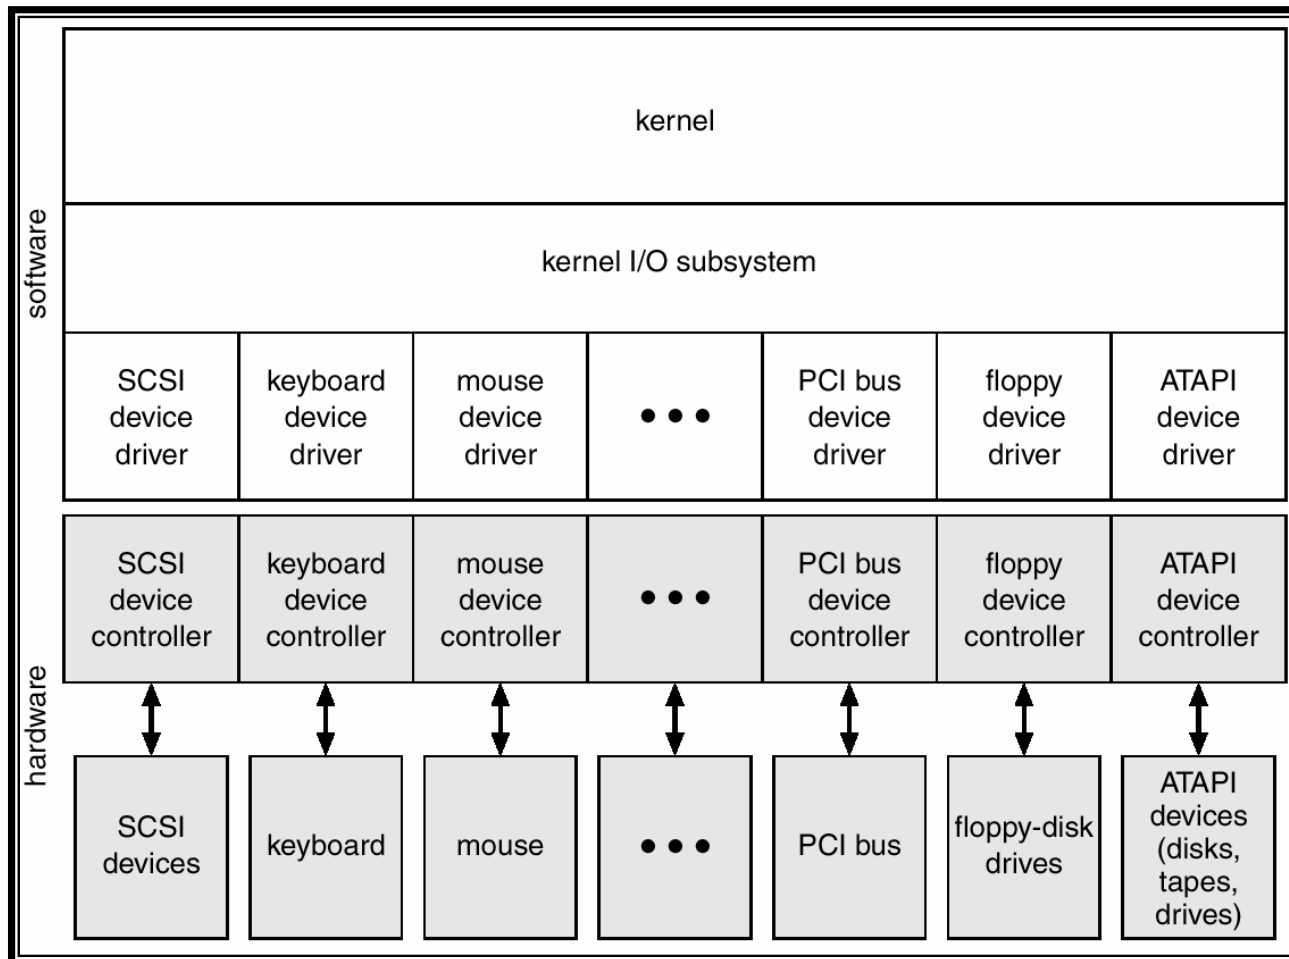 software
kernel
kernel I/O subsystem
SCSI
device
driver
keyboard
device
driver
mouse
device
driver
PCI bus
device
driver
floppy
device
driver
ATAPI
device
driver
hardware
SCSI
device
controller
keyboard
device
controller
mouse
device
controller
PCI bus
device
controller
floppy
device
controller
ATAPI
device
controller
SCSI
devices
keyboard
mouse
PCI bus
floppy-disk
drives
ATAPI
devices
(disks,
tapes,
drives)